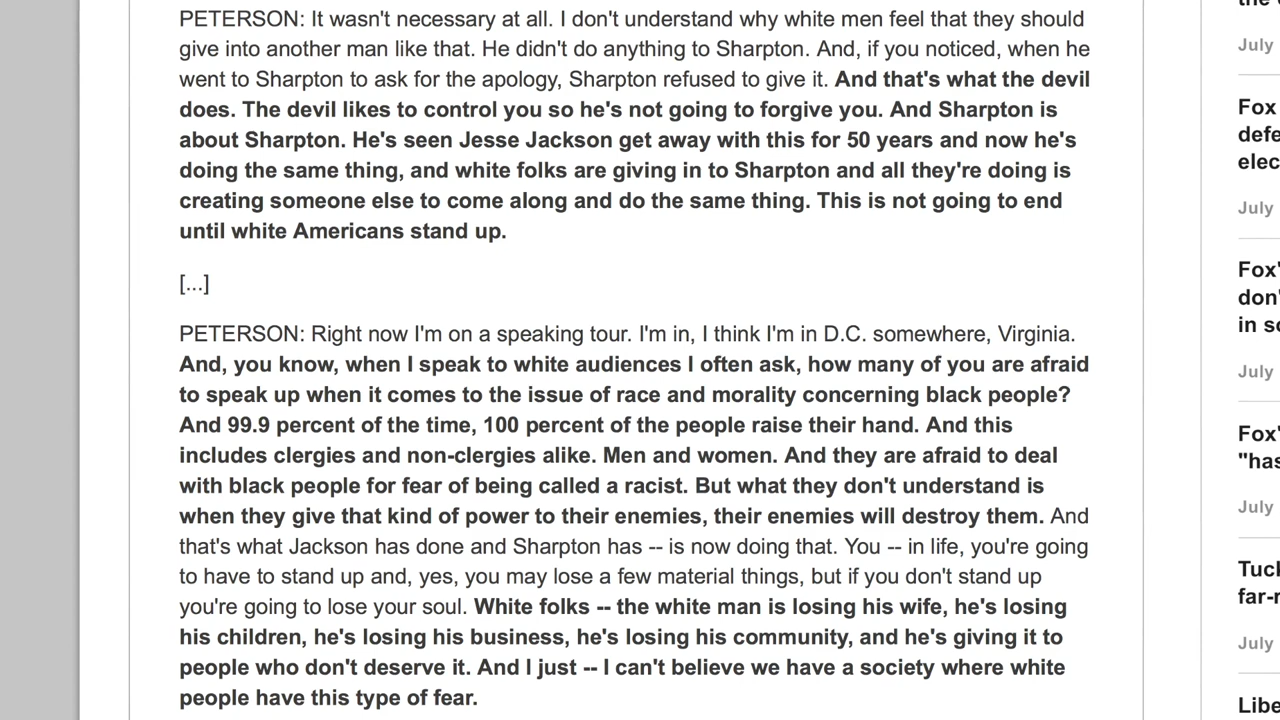 PETERSON: It wasn't necessary at all. I don't understand why white men feel that they should
give into another man like that. He didn't do anything to Sharpton. And, if you noticed, when he
went to Sharpton to ask for the apology, Sharpton refused to give it. And that's what the devil
does. The devil likes to control you so he's not going to forgive you. And Sharpton is
about Sharpton. He's seen Jesse Jackson get away with this for 50 years and now he's
doing the same thing, and white folks are giving in to Sharpton and all they're doing is
creating someone else to come along and do the same thing. This is not going to end
until white Americans stand up.
[...]
PETERSON: Right now I'm on a speaking tour. I'm in, I think I'm in D.C. somewhere, Virginia.
And, you know, when I speak to white audiences I often ask, how many of you are afraid
to speak up when it comes to the issue of race and morality concerning black people?
And 99.9 percent of the time, 100 percent of the people raise their hand. And this
includes clergies and non-clergies alike. Men and women. And they are afraid to deal
with black people for fear of being called a racist. But what they don't understand is
when they give that kind of power to their enemies, their enemies will destroy them. And
that's what Jackson has done and Sharpton has -- is now doing that. You -- in life, you're going
to have to stand up and, yes, you may lose a few material things, but if you don't stand up
you're going to lose your soul. White folks -- the white man is losing his wife, he's losing
his children, he's losing his business, he's losing his community, and he's giving it to
people who don't deserve it. And I just -- I can't believe we have a society where white
people have this type of fear.
July
Fox
defe
elec
July
Fox'
don'
in so
July
Fox'
"has
July
Tuck
far-r
July
Libe